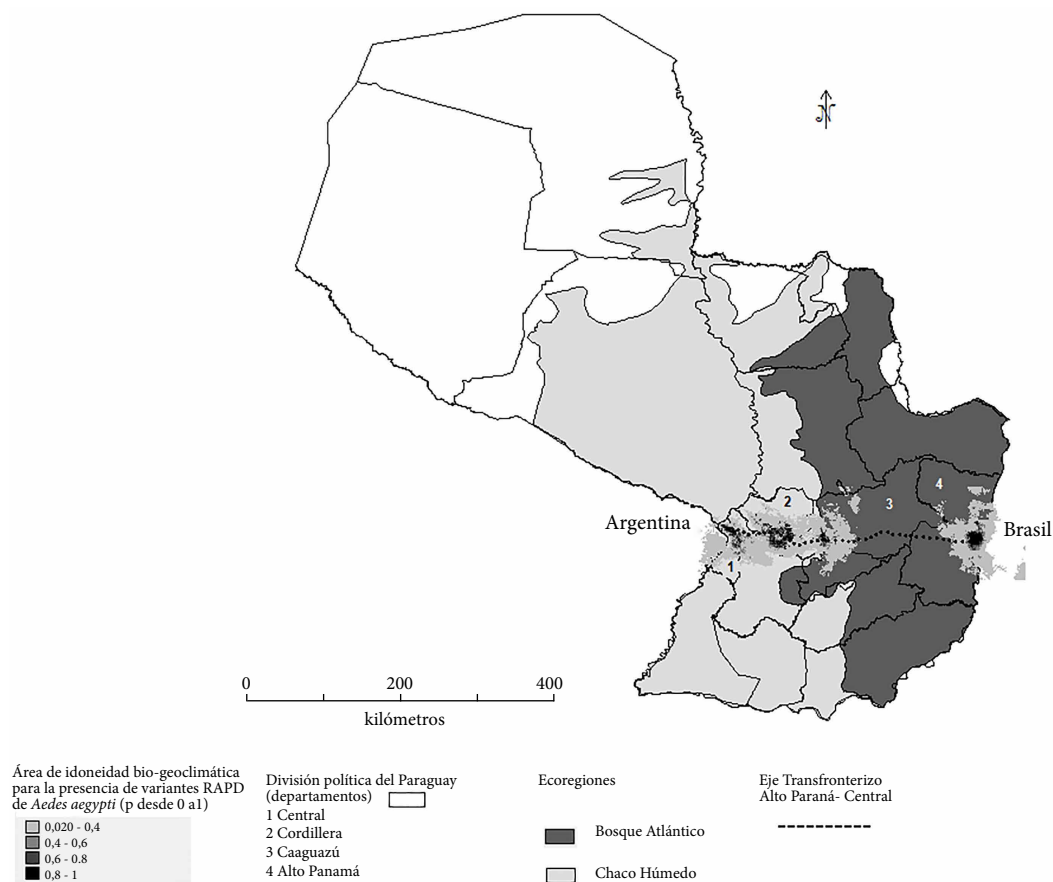 N
1
2
3
4
Argentina
Brasil
0
200
400
kilómetros
Área de idoneidad bio-geoclimática
para la presencia de variantes RAPD
de Aedes aegypti (p desde 0 a1)
0,020 - 0,4
0,4 - 0,6
0,6 - 0.8
0,8 - 1
División política del Paraguay
(departamentos)
1 Central
2 Cordillera
3 Caaguazú
4 Alto Panamá
Ecoregiones
Bosque Atlántico
Chaco Húmedo
Eje Transfronterizo
Alto Paraná- Central